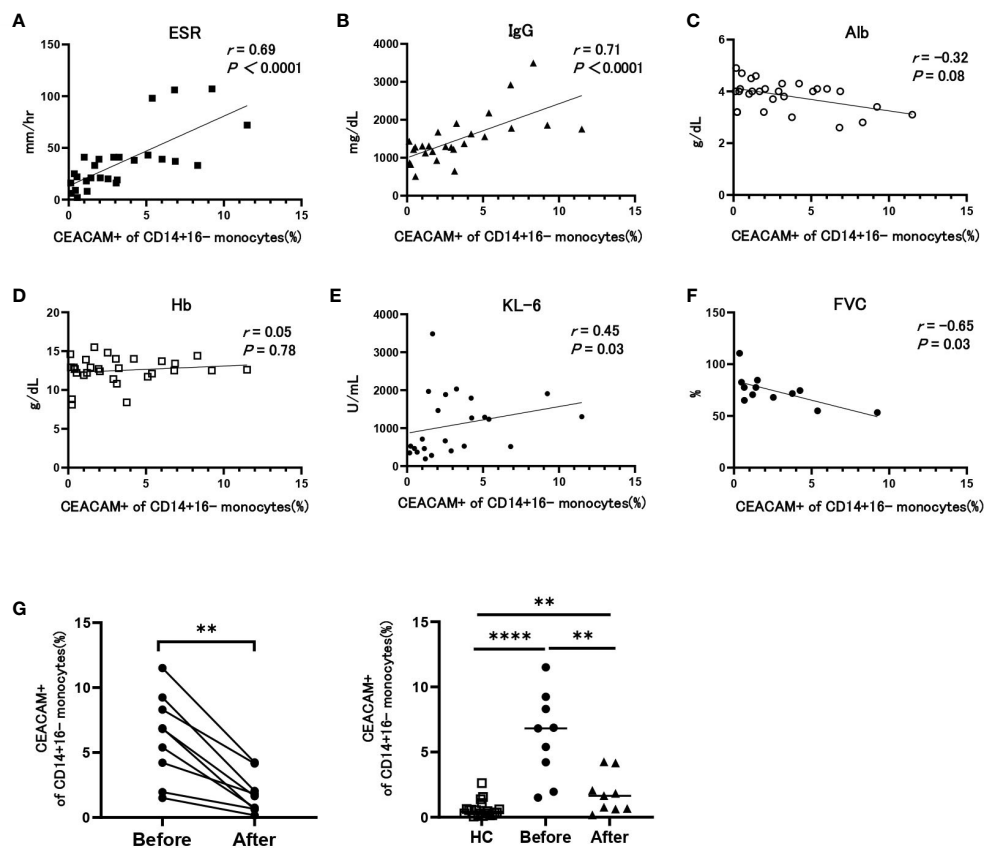 A
ESR
r = 0.69
P < 0.0001
150
100
50
0
mm/hr
0 5 10 15
CEACAM+ of CD14+16- monocytes(%)
B
IgG
r = 0.71
P < 0.0001
4000
3000
2000
1000
0
mg/dL
0 5 10 15
CEACAM+ of CD14+16- monocytes(%)
C
Alb
r = -0.32
P = 0.08
6
4
2
0
g/dL
0 5 10 15
CEACAM+ of CD14+16- monocytes(%)
D
Hb
r = 0.05
P = 0.78
20
15
10
5
0
g/dL
0 5 10 15
CEACAM+ of CD14+16- monocytes(%)
E
KL-6
r = 0.45
P = 0.03
4000
3000
2000
1000
0
U/mL
0 5 10 15
CEACAM+ of CD14+16- monocytes(%)
F
FVC
r = -0.65
P = 0.03
150
100
50
0
%
0 5 10 15
CEACAM+ of CD14+16- monocytes(%)
G
**
15
10
5
0
CEACAM+
of CD14+16- monocytes(%)
Before After
**
**** **
15
10
5
0
CEACAM+
of CD14+16- monocytes(%)
HC Before After